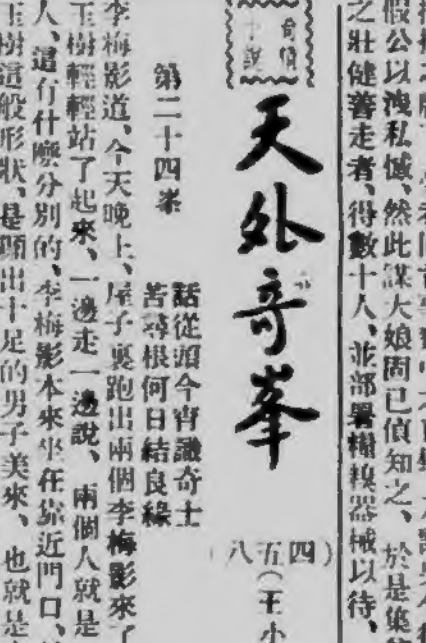 假公以洩私憾、然此謀大娘固已偵知之、於是集
之壯健善走者、得數十人、並部署糧糗器械以待、
天外奇峯
(四五八)
(王小
第二十四峯
話從頭今宵識奇士
苦尋根何日結良緣
李梅影道、今天晚上、屋子裏跑出兩個李梅影來了
玉樹輕輕站了起來、一邊走一邊說、兩個人就是
人、這有什麼分別的、李梅影本來坐在靠近門口、
玉樹這般形狀、是顯出十足的男子美來、也就是